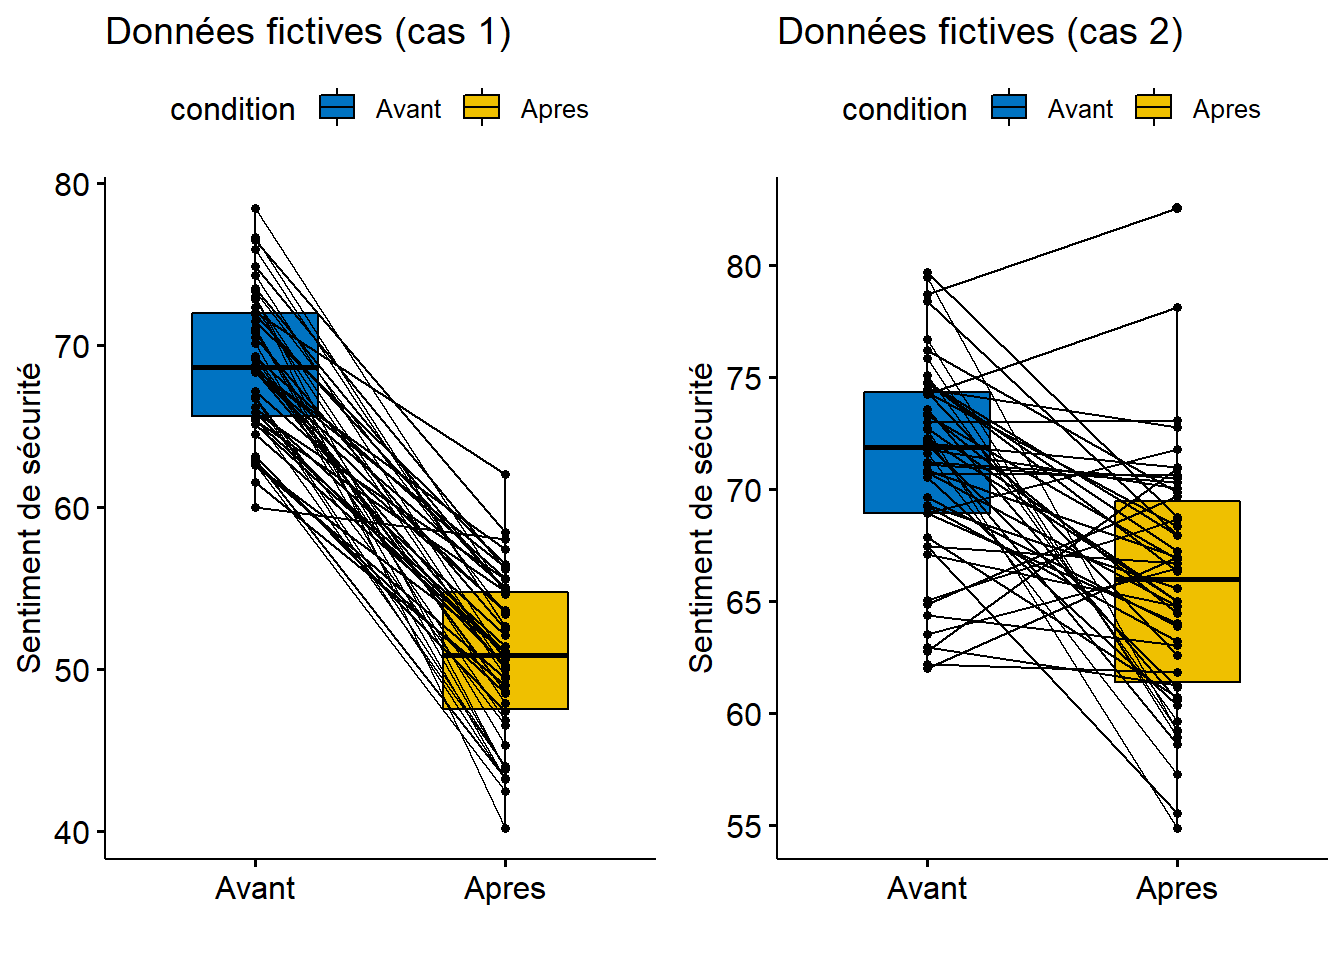 Données fictives (cas 1)
condition Avant Apres
80
70
60
50
40
Sentiment de sécurité
Avant Apres
Données fictives (cas 2)
condition Avant Apres
80
75
70
65
60
55
Sentiment de sécurité
Avant Apres